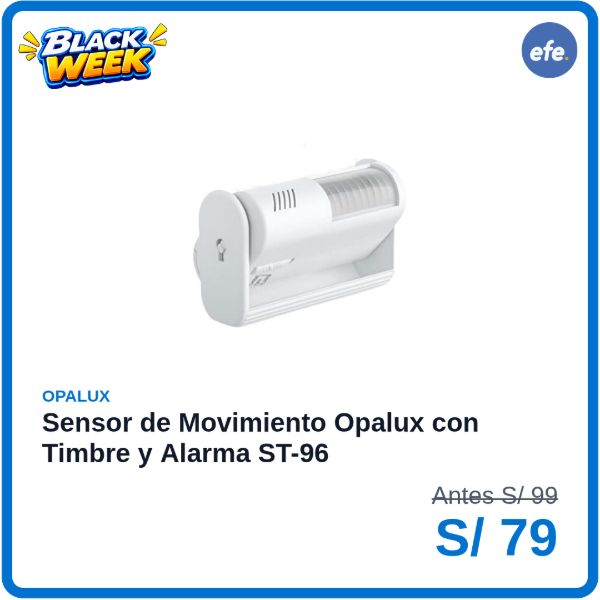 BLACK
WEEK
efe.
OPALUX
Sensor de Movimiento Opalux con
Timbre y Alarma ST-96
Antes S/ 99
S/ 79